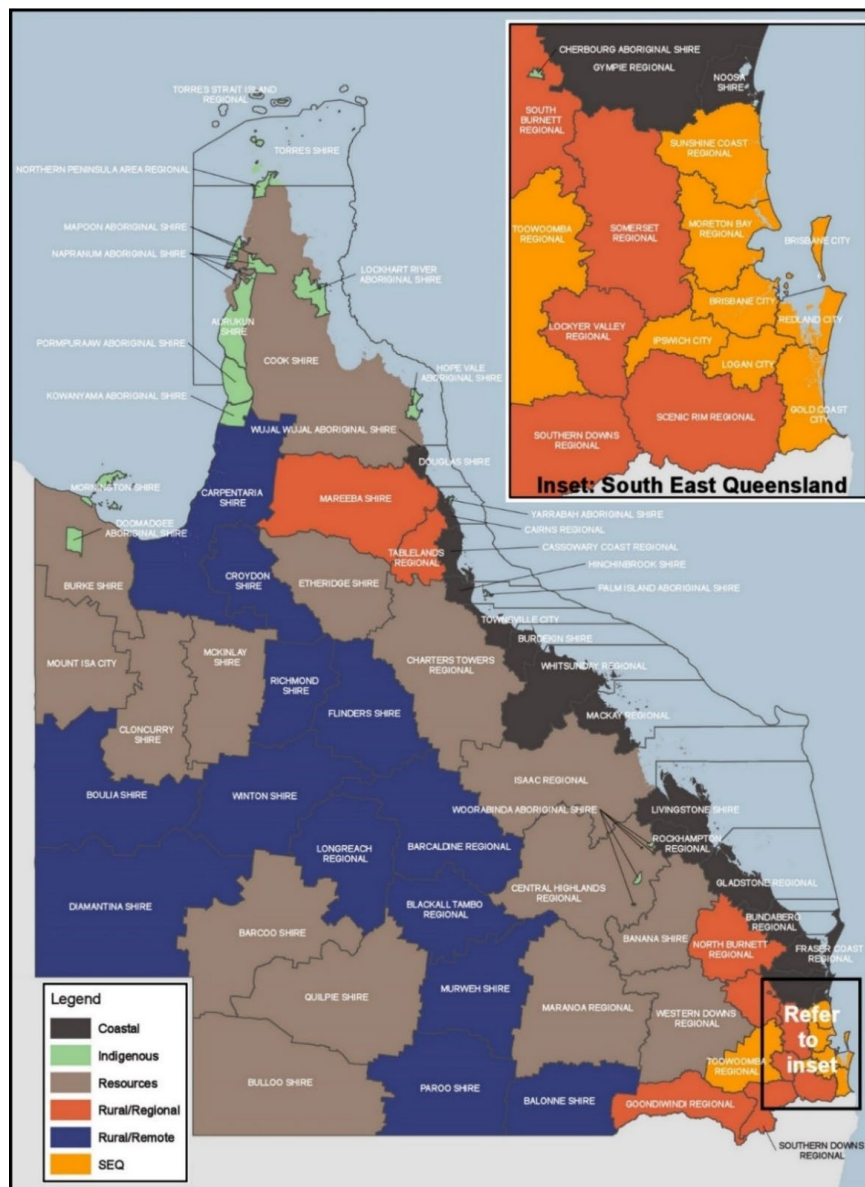 CHERBOURG ABORIGINAL SHIRE
GYMPIE REGIONAL
NOOSA
SHIRE
SOUTH
BURNETT
REGIONAL
SUNSHINE COAST
REGIONAL
TOOWOOMBA
REGIONAL
SOMERSET
REGIONAL
MORETON BAY
REGIONAL
BRISBANE CITY
BRISBANE CITY
REDLAND CITY
LOCKYER VALLEY
REGIONAL
IPSWICH CITY
LOGAN CITY
SCENIC RIM REGIONAL
GOLD COAST
CITY
SOUTHERN DOWNS
REGIONAL
Inset: South East Queensland
TORRES STRAIT ISLAND
REGIONAL
TORRES SHIRE
NORTHERN PENINSULA AREA REGIONAL
MAPOON ABORIGINAL SHIRE
NAPRANUM ABORIGINAL SHIRE
LOCKHART RIVER
ABORIGINAL SHIRE
AURUKUN
SHIRE
PORMPURAAW ABORIGINAL SHIRE
COOK SHIRE
HOPE VALE
ABORIGINAL SHIRE
KOWANYAMA ABORIGINAL SHIRE
WUJAL WUJAL ABORIGINAL SHIRE
DOUGLAS SHIRE
MORNINGTON SHIRE
CARPENTARIA
SHIRE
MAREEBA SHIRE
YARRABAH ABORIGINAL SHIRE
CAIRNS REGIONAL
DOOMADGEE
ABORIGINAL SHIRE
TABLELANDS
REGIONAL
CASSOWARY COAST REGIONAL
HINCHINBROOK SHIRE
BURKE SHIRE
CROYDON
SHIRE
ETHERIDGE SHIRE
PALM ISLAND ABORIGINAL SHIRE
TOWNSVILLE CITY
BURDEKIN SHIRE
MOUNT ISA CITY
MCKINLAY
SHIRE
CHARTERS TOWERS
REGIONAL
WHITSUNDAY REGIONAL
RICHMOND
SHIRE
FLINDERS SHIRE
MACKAY REGIONAL
CLONCURRY
SHIRE
ISAAC REGIONAL
BOULIA SHIRE
WINTON SHIRE
WOORABINDA ABORIGINAL SHIRE
LIVINGSTONE SHIRE
LONGREACH
REGIONAL
BARCALDINE REGIONAL
ROCKHAMPTON
REGIONAL
GLADSTONE REGIONAL
DIAMANTINA SHIRE
BLACKALL TAMBO
REGIONAL
CENTRAL HIGHLANDS
REGIONAL
BUNDABERG
REGIONAL
BARCOO SHIRE
BANANA SHIRE
NORTH BURNETT
REGIONAL
FRASER COAST
REGIONAL
QUILPIE SHIRE
MURWEH SHIRE
MARANOA REGIONAL
WESTERN DOWNS
REGIONAL
Refer
to
inset
TOOWOOMBA
REGIONAL
BULLOO SHIRE
PAROO SHIRE
BALONNE SHIRE
GOONDIWINDI REGIONAL
SOUTHERN DOWNS
REGIONAL
Legend
Coastal
Indigenous
Resources
Rural/Regional
Rural/Remote
SEQ